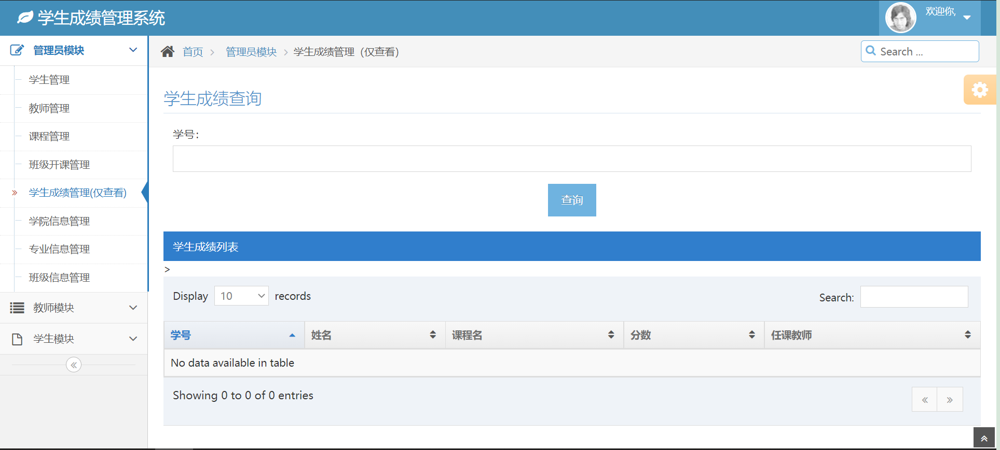 学生成绩管理系统
欢迎你,
管理员模块
首页 > 管理员模块 > 学生成绩管理（仅查看）
Search ...
学生管理
教师管理
课程管理
班级开课管理
» 学生成绩管理(仅查看)
学院信息管理
专业信息管理
班级信息管理
教师模块
学生模块
«
学生成绩查询
学号：
查询
学生成绩列表
>
Display 10 records
Search:
学号 姓名 课程名 分数 任课教师
No data available in table
Showing 0 to 0 of 0 entries
« »